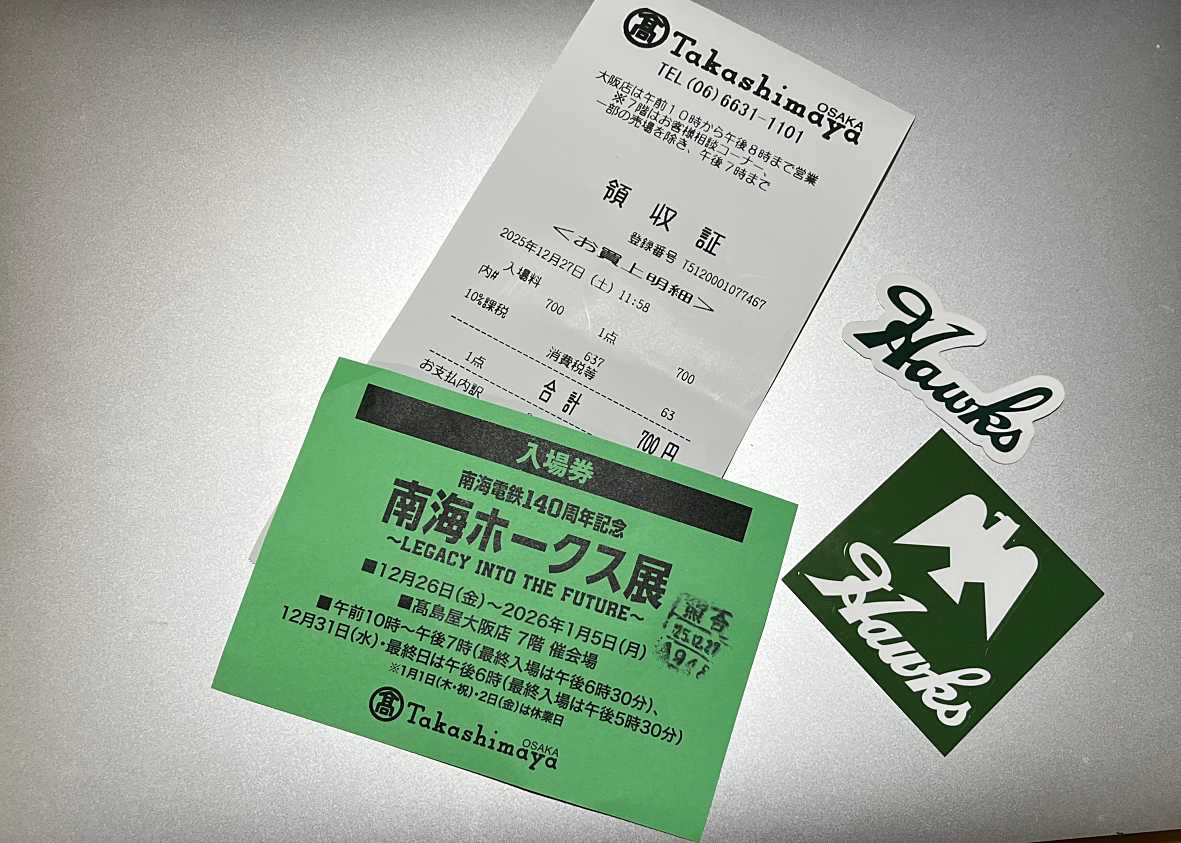 髙 Takashimaya
OSAKA
TEL (06)6631-1101
大阪店は午前10時から午後8時まで営業
※7階はお客様相談コーナー、
一部の売場を除き、午後7時まで
領収証
登録番号 T5120001077467
<お買上明細>
2025年12月27日 (土) 11:58
内# 入場料
700 1点 700
10%課税 637
消費税等 63
1点 合計 700円
お支払内訳
入場券
南海電鉄140周年記念
南海ホークス展
~LEGACY INTO THE FUTURE~
■12月26日(金)~2026年1月5日(月)
■髙島屋大阪店 7階 催会場
■午前10時~午後7時(最終入場は午後6時30分)、
12月31日(水)・最終日は午後6時(最終入場は午後5時30分)
※1月1日(木・祝)・2日(金)は休業日
髙 Takashimaya
OSAKA
照合
25.12.27
Hawks
Hawks